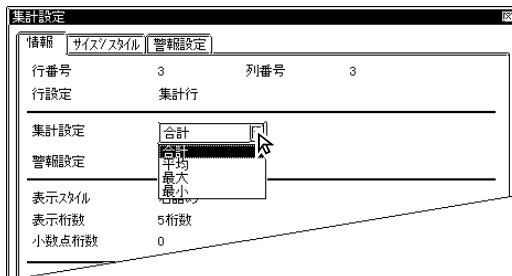 集計設定
情報 サイズ/スタイル 警報設定
行番号 3 列番号 3
行設定 集計行
集計設定 合計
合計
平均
警報設定
最大
最小
表示スタイル
表示桁数 5桁数
小数点桁数 0